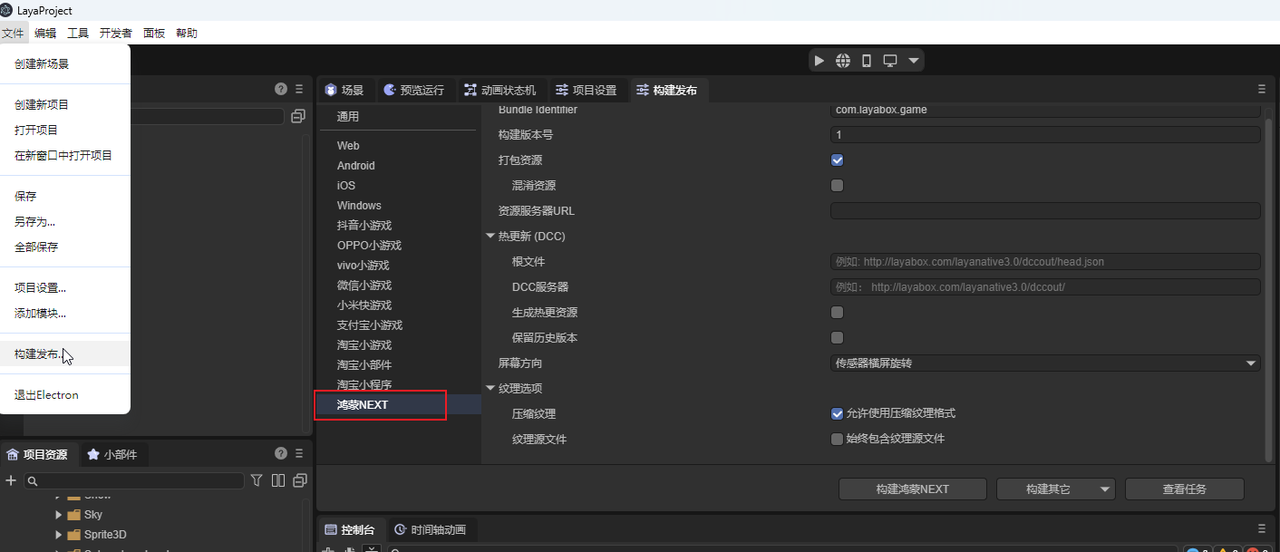 LayaProject
文件 编辑 工具 开发者 面板 帮助
创建新场景
创建新项目
打开项目
在新窗口中打开项目
保存
另存为...
全部保存
项目设置...
添加模块...
构建发布...
退出Electron
场景 预览运行 动画状态机 项目设置 构建发布
通用
Web
Android
iOS
Windows
抖音小游戏
OPPO小游戏
vivo小游戏
微信小游戏
小米快游戏
支付宝小游戏
淘宝小游戏
淘宝小部件
淘宝小程序
鸿蒙NEXT
Bundle Identifier com.layabox.game
构建版本号 1
打包资源
混淆资源
资源服务器URL
热更新 (DCC)
根文件 例如: http://layabox.com/layanative3.0/dccout/head.json
DCC服务器 例如: http://layabox.com/layanative3.0/dccout/
生成热更资源
保留历史版本
屏幕方向 传感器横屏旋转
纹理选项
压缩纹理 允许使用压缩纹理格式
纹理源文件 始终包含纹理源文件
构建鸿蒙NEXT 构建其它 查看任务
项目资源 小部件
Sky
Sprite3D
控制台 时间轴动画